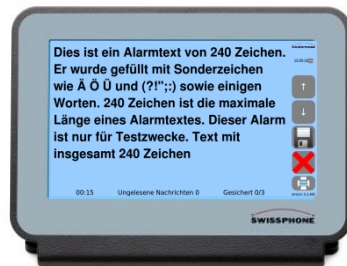 Dies ist ein Alarmtext von 240 Zeichen.
Er wurde gefüllt mit Sonderzeichen
wie Ä Ö Ü und (?!";:) sowie einigen
Worten. 240 Zeichen ist die maximale
Länge eines Alarmtextes. Dieser Alarm
ist nur für Testzwecke. Text mit
insgesamt 240 Zeichen
00:15 Ungelesene Nachrichten 0 Gesichert 0/3
SWISSPHONE